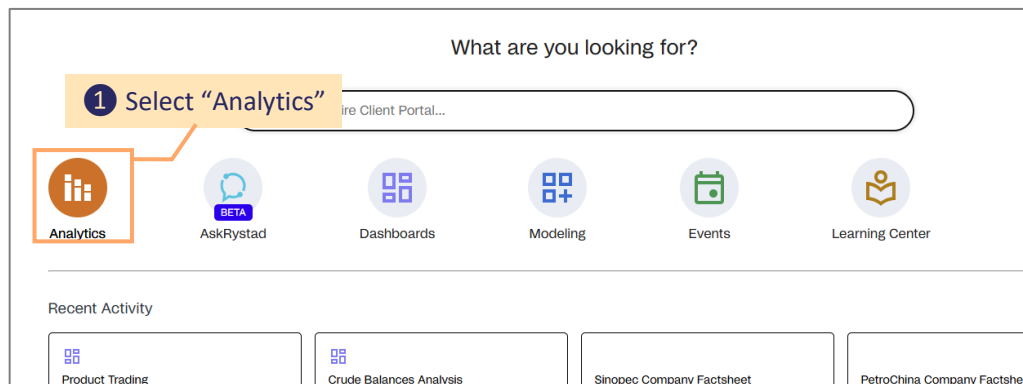 What are you looking for?
1 Select “Analytics”
ire Client Portal...
BETA
Analytics
AskRystad
Dashboards
Modeling
Events
Learning Center
Recent Activity
Product Trading
Crude Balances Analysis
Sinopec Company Factsheet
PetroChina Company Factshe